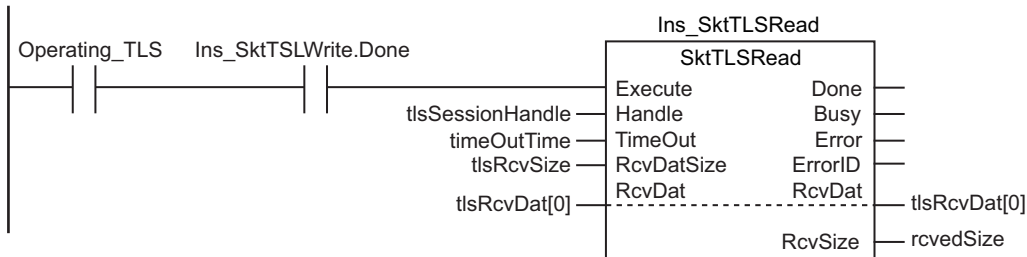 Ins_SktTLSRead
Operating_TLS Ins_SktTSLWrite.Done SktTLSRead
Execute Done
tlsSessionHandle Handle Busy
timeOutTime TimeOut Error
tlsRcvSize RcvDatSize ErrorID
tlsRcvDat[0] RcvDat RcvDat tlsRcvDat[0]
RcvSize rcvedSize